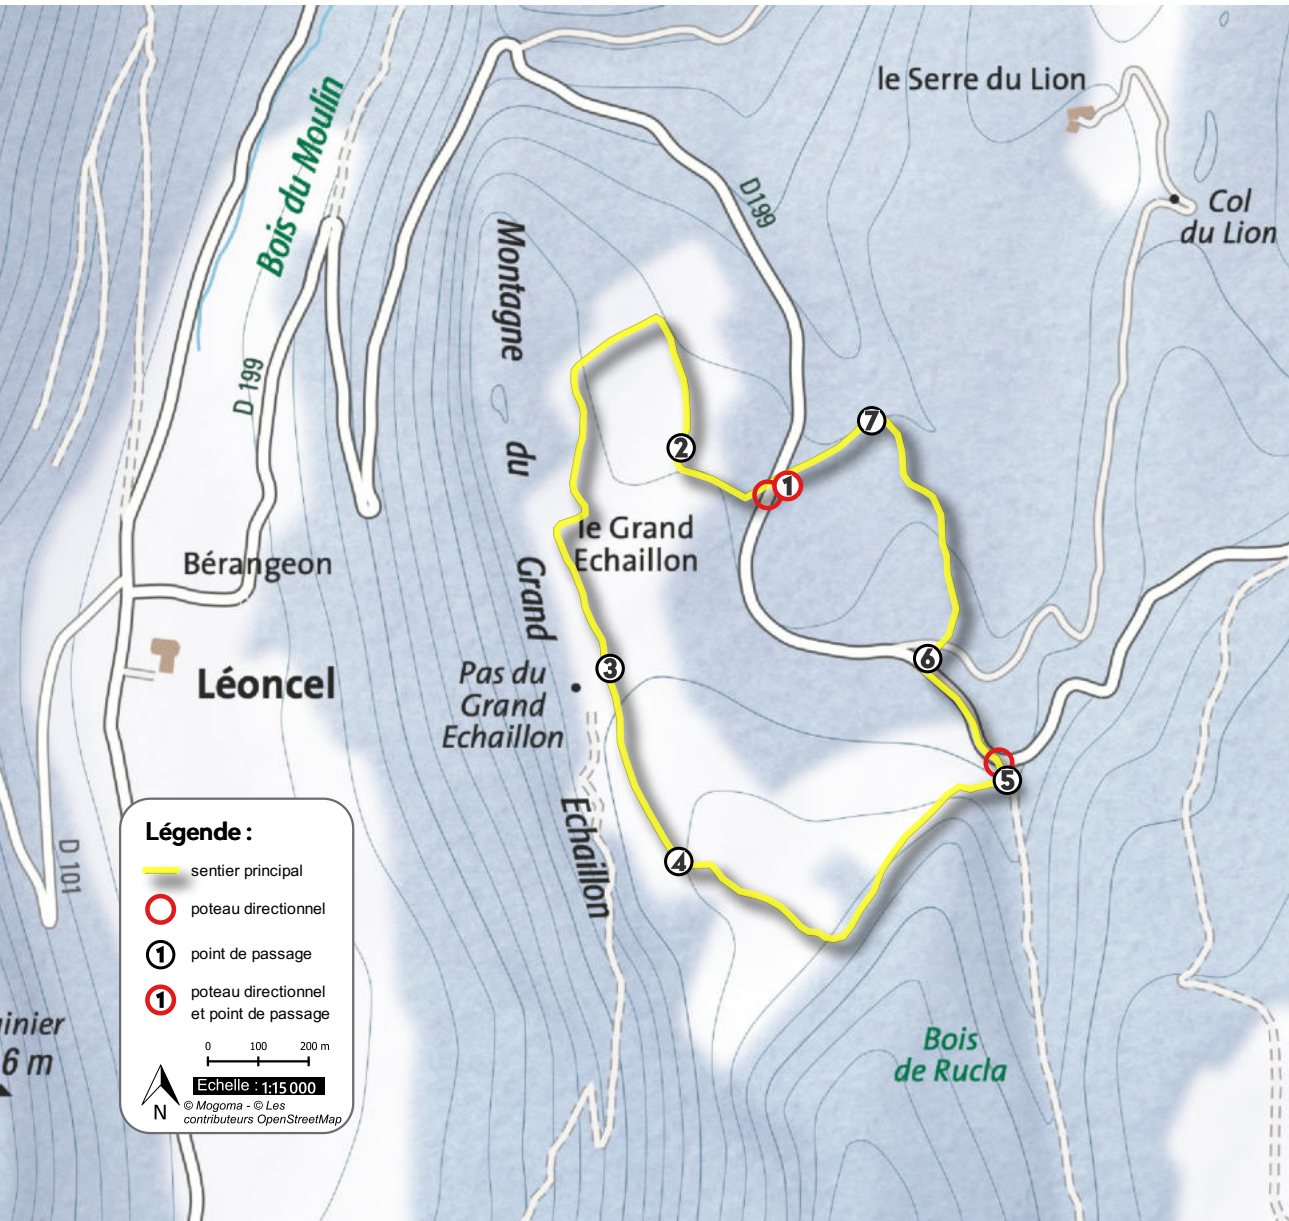 le Serre du Lion
Bois du Moulin
D199
Col
du Lion
Montagne
du
Grand
Echaillon
D 199
7
2
1
le Grand
Echaillon
Bérangeon
6
3
Léoncel
Pas du
Grand
Echaillon
5
4
D 101
Légende :
sentier principal
poteau directionnel
1
point de passage
1
poteau directionnel
et point de passage
0 100 200 m
Echelle : 1:15 000
N
© Mogoma - © Les
contributeurs OpenStreetMap
inier
6 m
Bois
de Rucla